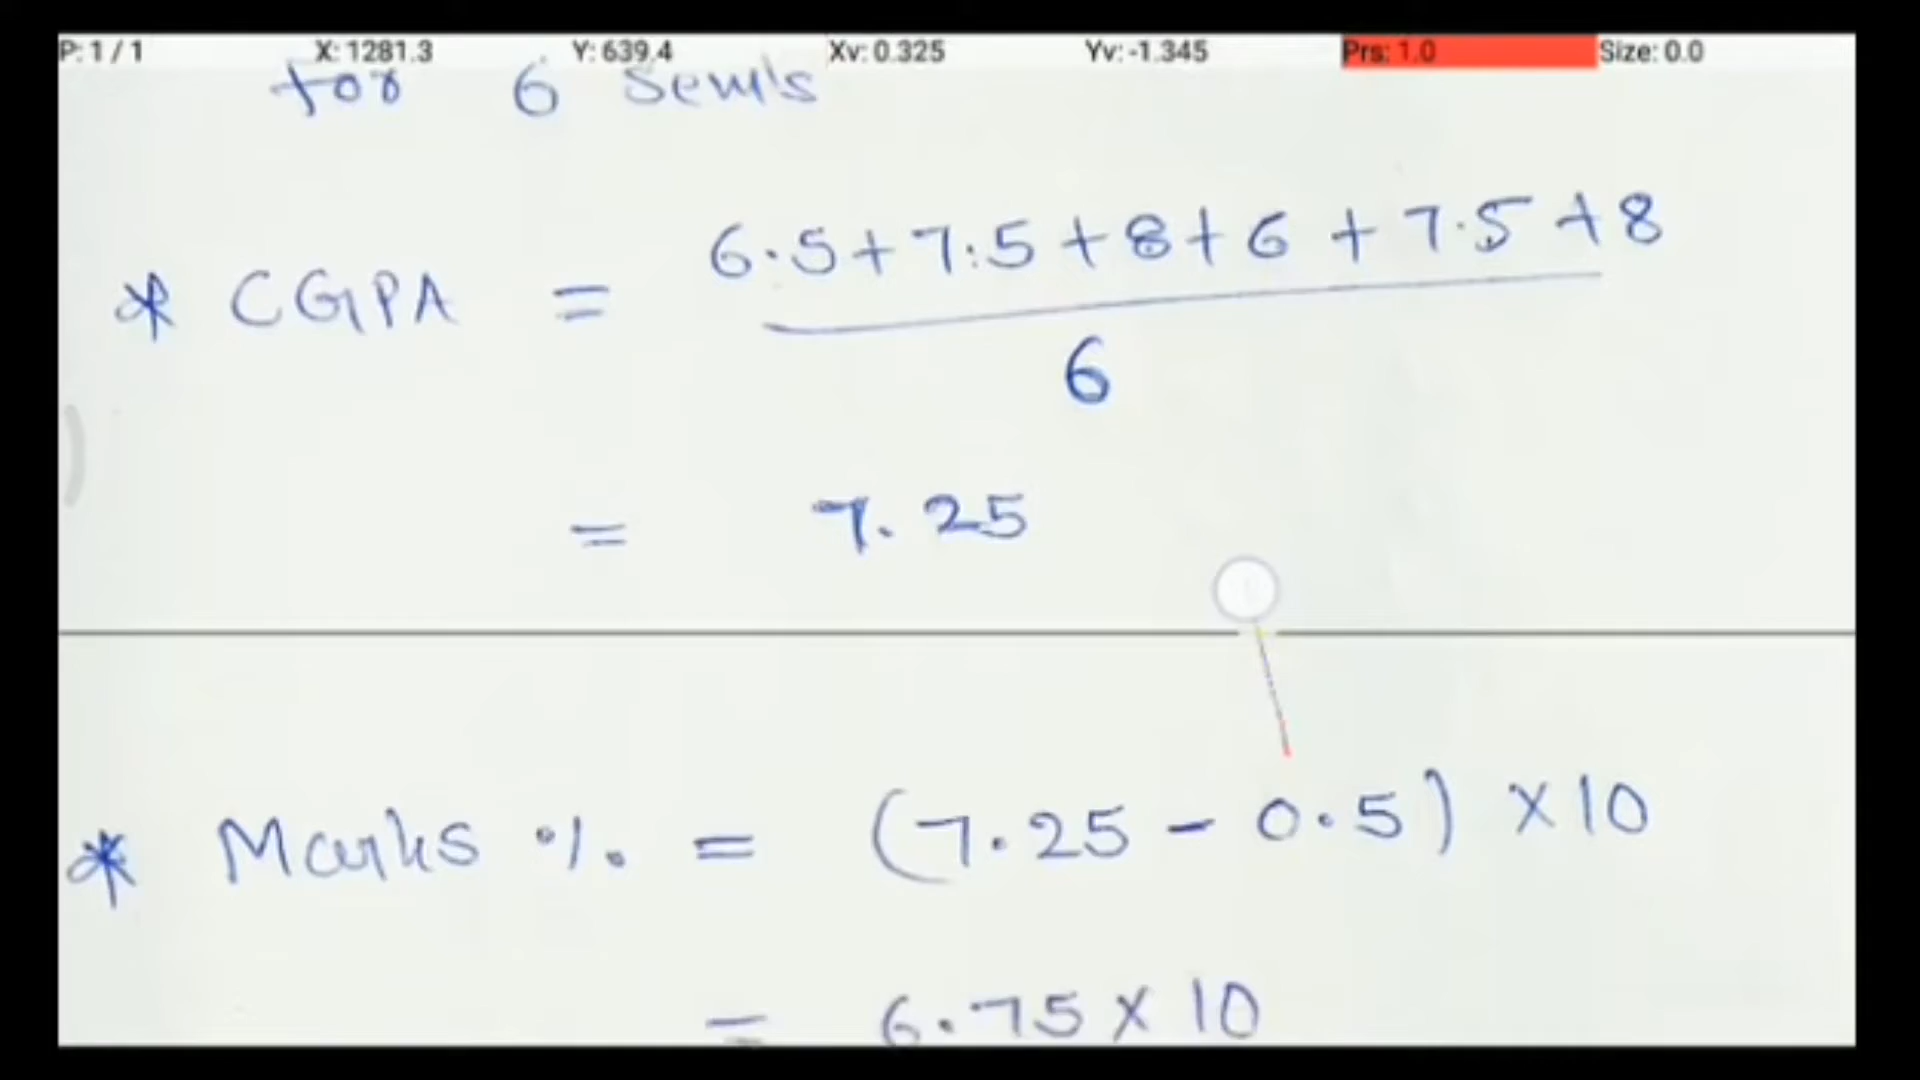 P: 1 / 1 X: 1281.3 Y: 639.4 Xv: 0.325 Yv: -1.345 Prs: 1.0 Size: 0.0
for 6 Sem's
6.5+7.5+8+6+7.5+8
* CGPA =
6
= 7.25
* Marks %. = (7.25 - 0.5) × 10
= 6.75 × 10